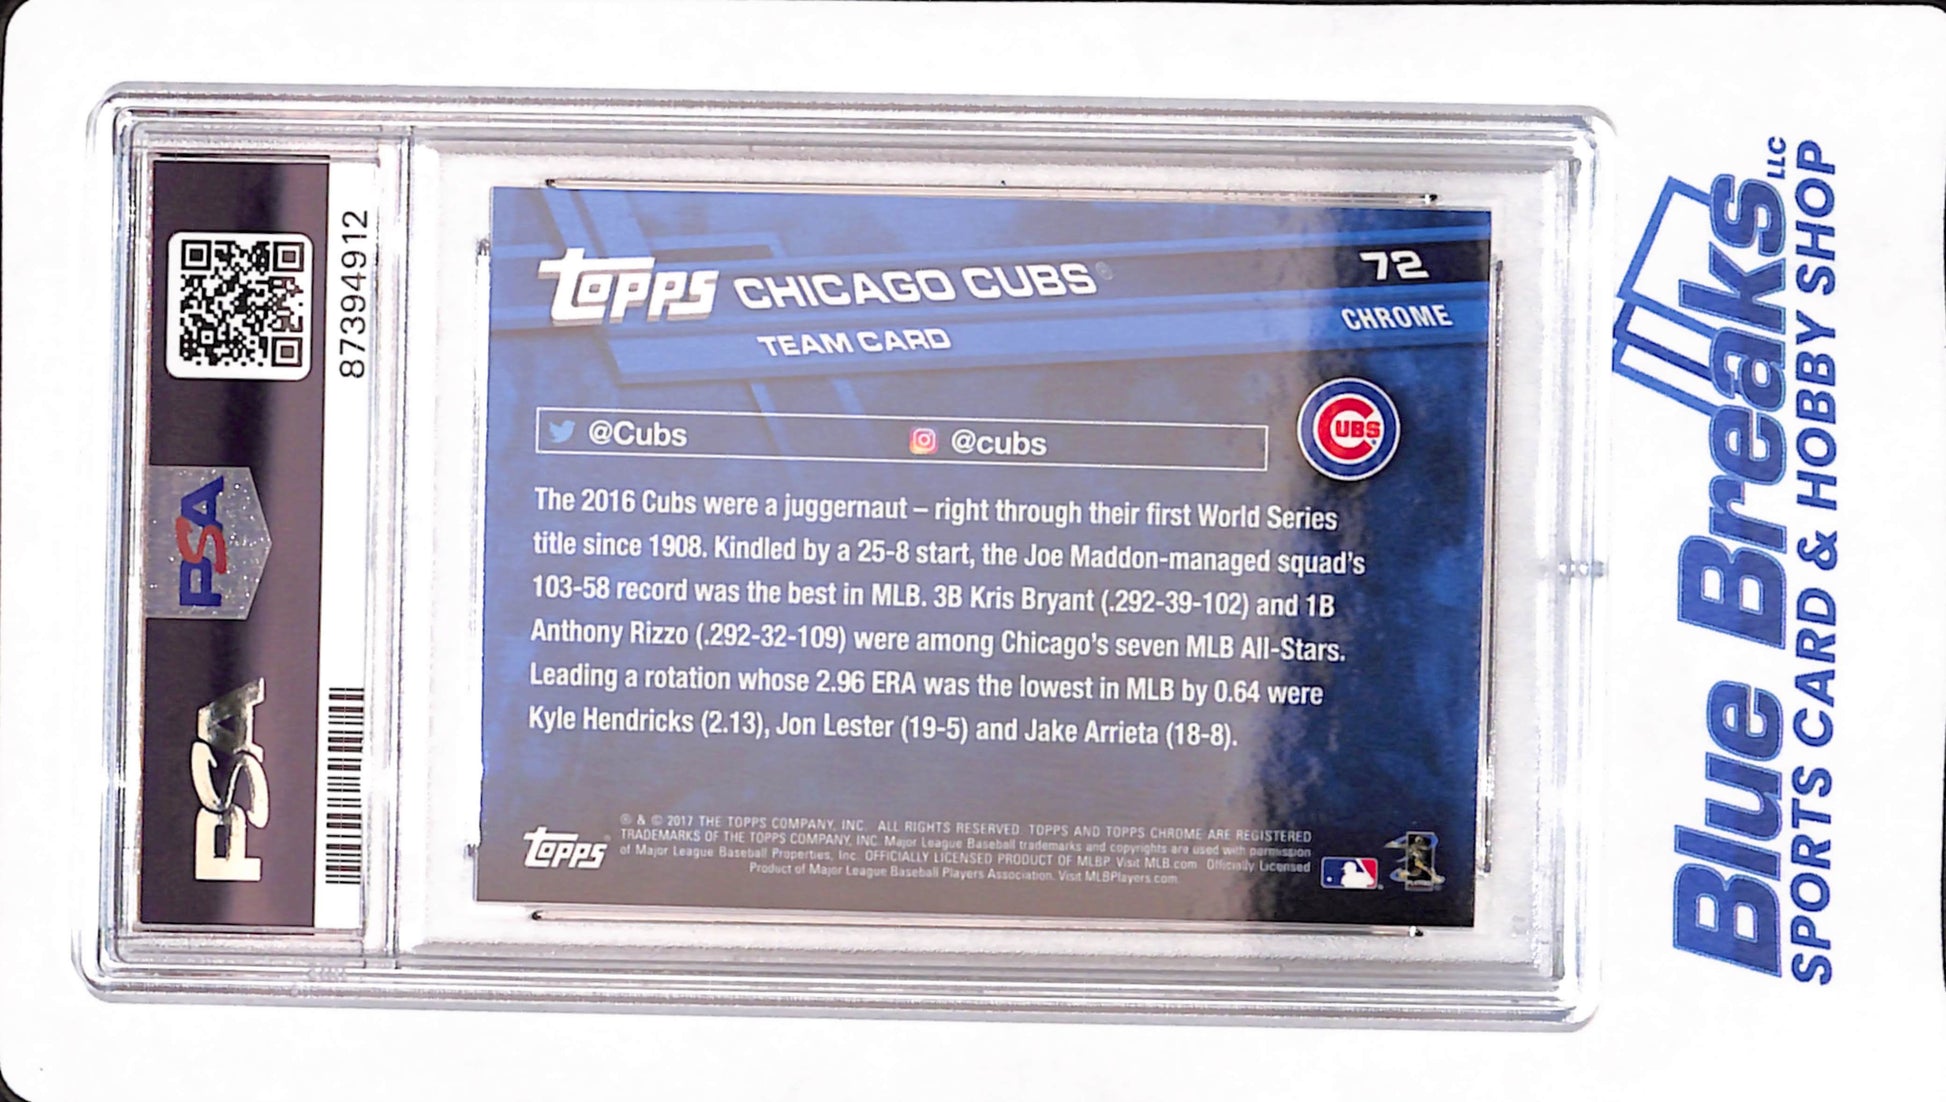 87394912
PSA
PSA
topps CHICAGO CUBS®
TEAM CARD
72
CHROME
@Cubs @cubs
CUBS
The 2016 Cubs were a juggernaut – right through their first World Series
title since 1908. Kindled by a 25-8 start, the Joe Maddon-managed squad's
103-58 record was the best in MLB. 3B Kris Bryant (.292-39-102) and 1B
Anthony Rizzo (.292-32-109) were among Chicago's seven MLB All-Stars.
Leading a rotation whose 2.96 ERA was the lowest in MLB by 0.64 were
Kyle Hendricks (2.13), Jon Lester (19-5) and Jake Arrieta (18-8).
topps
® & © 2017 THE TOPPS COMPANY, INC. ALL RIGHTS RESERVED. TOPPS AND TOPPS CHROME ARE REGISTERED
TRADEMARKS OF THE TOPPS COMPANY, INC. Major League Baseball trademarks and copyrights are used with permission
of Major League Baseball Properties, Inc. OFFICIALLY LICENSED PRODUCT OF MLBP Visit MLB.com Officially Licensed
Product of Major League Baseball Players Association. Visit MLBPlayers.com
Blue Breaks LLC
SPORTS CARD & HOBBY SHOP